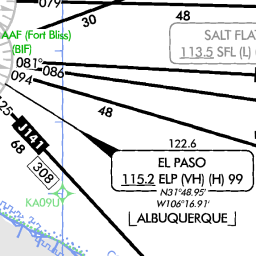 079
30
48
AAF (Fort Bliss)
(BIF)
SALT FLAT
113.5 SFL (L)
081°
086
094
48
125
J141
68
308
122.6
EL PASO
115.2 ELP (VH) (H) 99
N31°48.95'
W106°16.91'
ALBUQUERQUE
KA09U